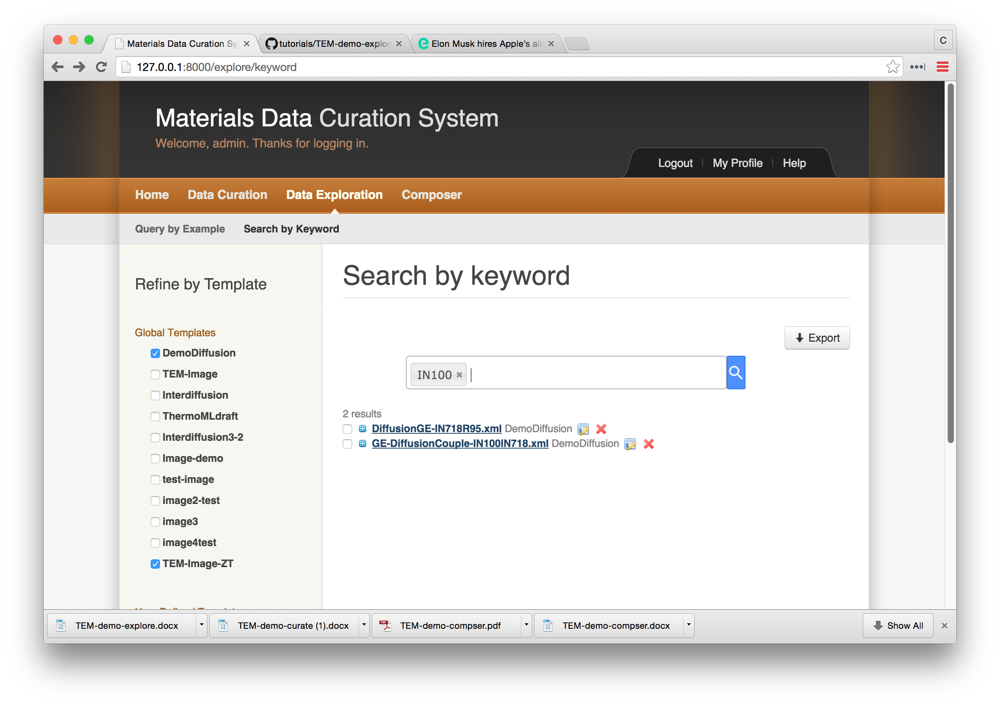 Materials Data Curation Sy
tutorials/TEM-demo-explor
Elon Musk hires Apple's all
C
127.0.0.1:8000/explore/keyword
Materials Data Curation System
Welcome, admin. Thanks for logging in.
Logout | My Profile | Help
Home Data Curation Data Exploration Composer
Query by Example Search by Keyword
Refine by Template
Global Templates
DemoDiffusion
TEM-Image
Interdiffusion
ThermoMLdraft
Interdiffusion3-2
Image-demo
test-image
image2-test
image3
image4test
TEM-Image-ZT
Search by keyword
Export
IN100
2 results
DiffusionGE-IN718R95.xml DemoDiffusion
GE-DiffusionCouple-IN100IN718.xml DemoDiffusion
TEM-demo-explore.docx
TEM-demo-curate (1).docx
TEM-demo-compser.pdf
TEM-demo-compser.docx
Show All